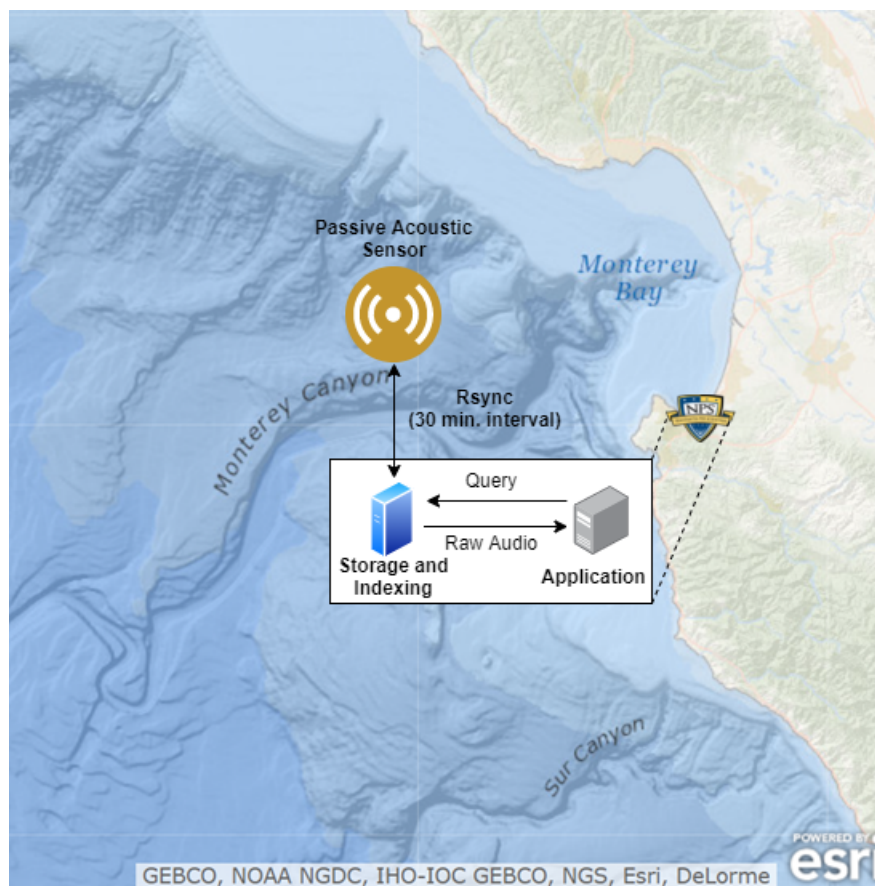 Passive Acoustic
Sensor
Monterey
Bay
Monterey Canyon
Rsync
(30 min. interval)
NPS
Query
Raw Audio
Storage and
Indexing
Application
Sur Canyon
POWERED BY
esri
GEBCO, NOAA NGDC, IHO-IOC GEBCO, NGS, Esri, DeLorme